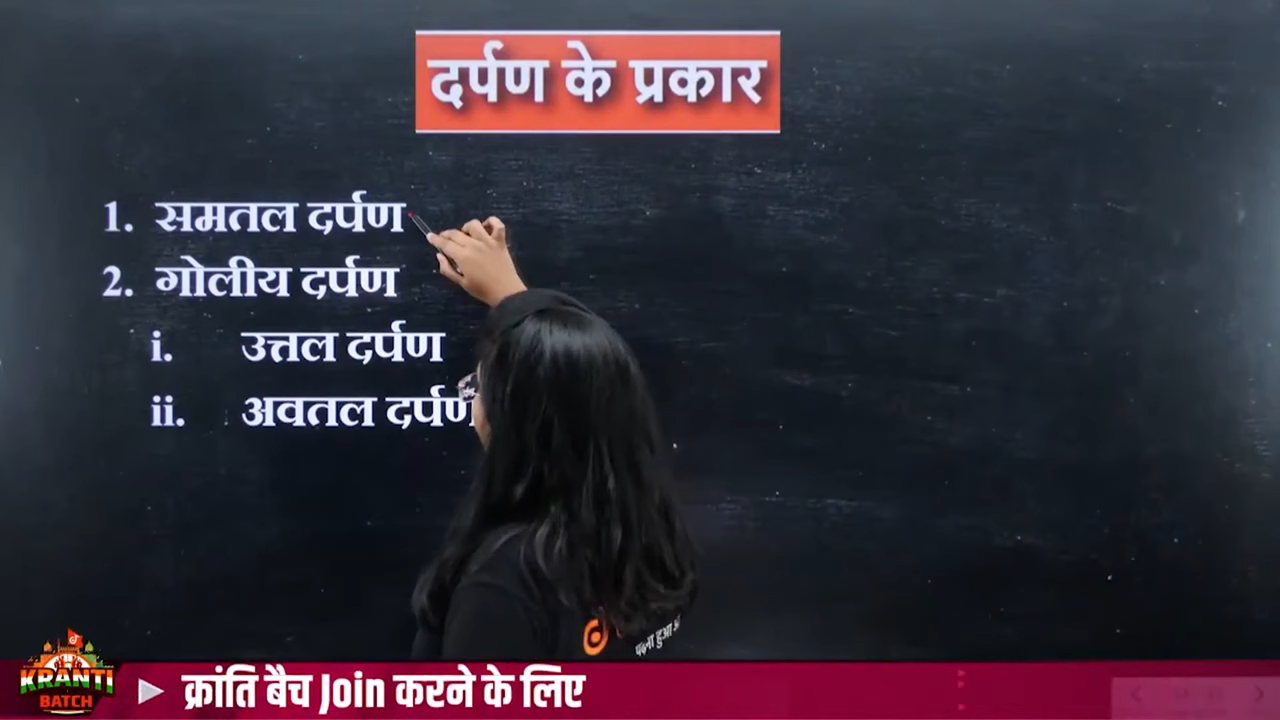 दर्पण के प्रकार
1. समतल दर्पण
2. गोलीय दर्पण
i. उत्तल दर्पण
ii. अवतल दर्पण
पढ़ना हुआ
KRANTI
BATCH
क्रांति बैच Join करने के लिए